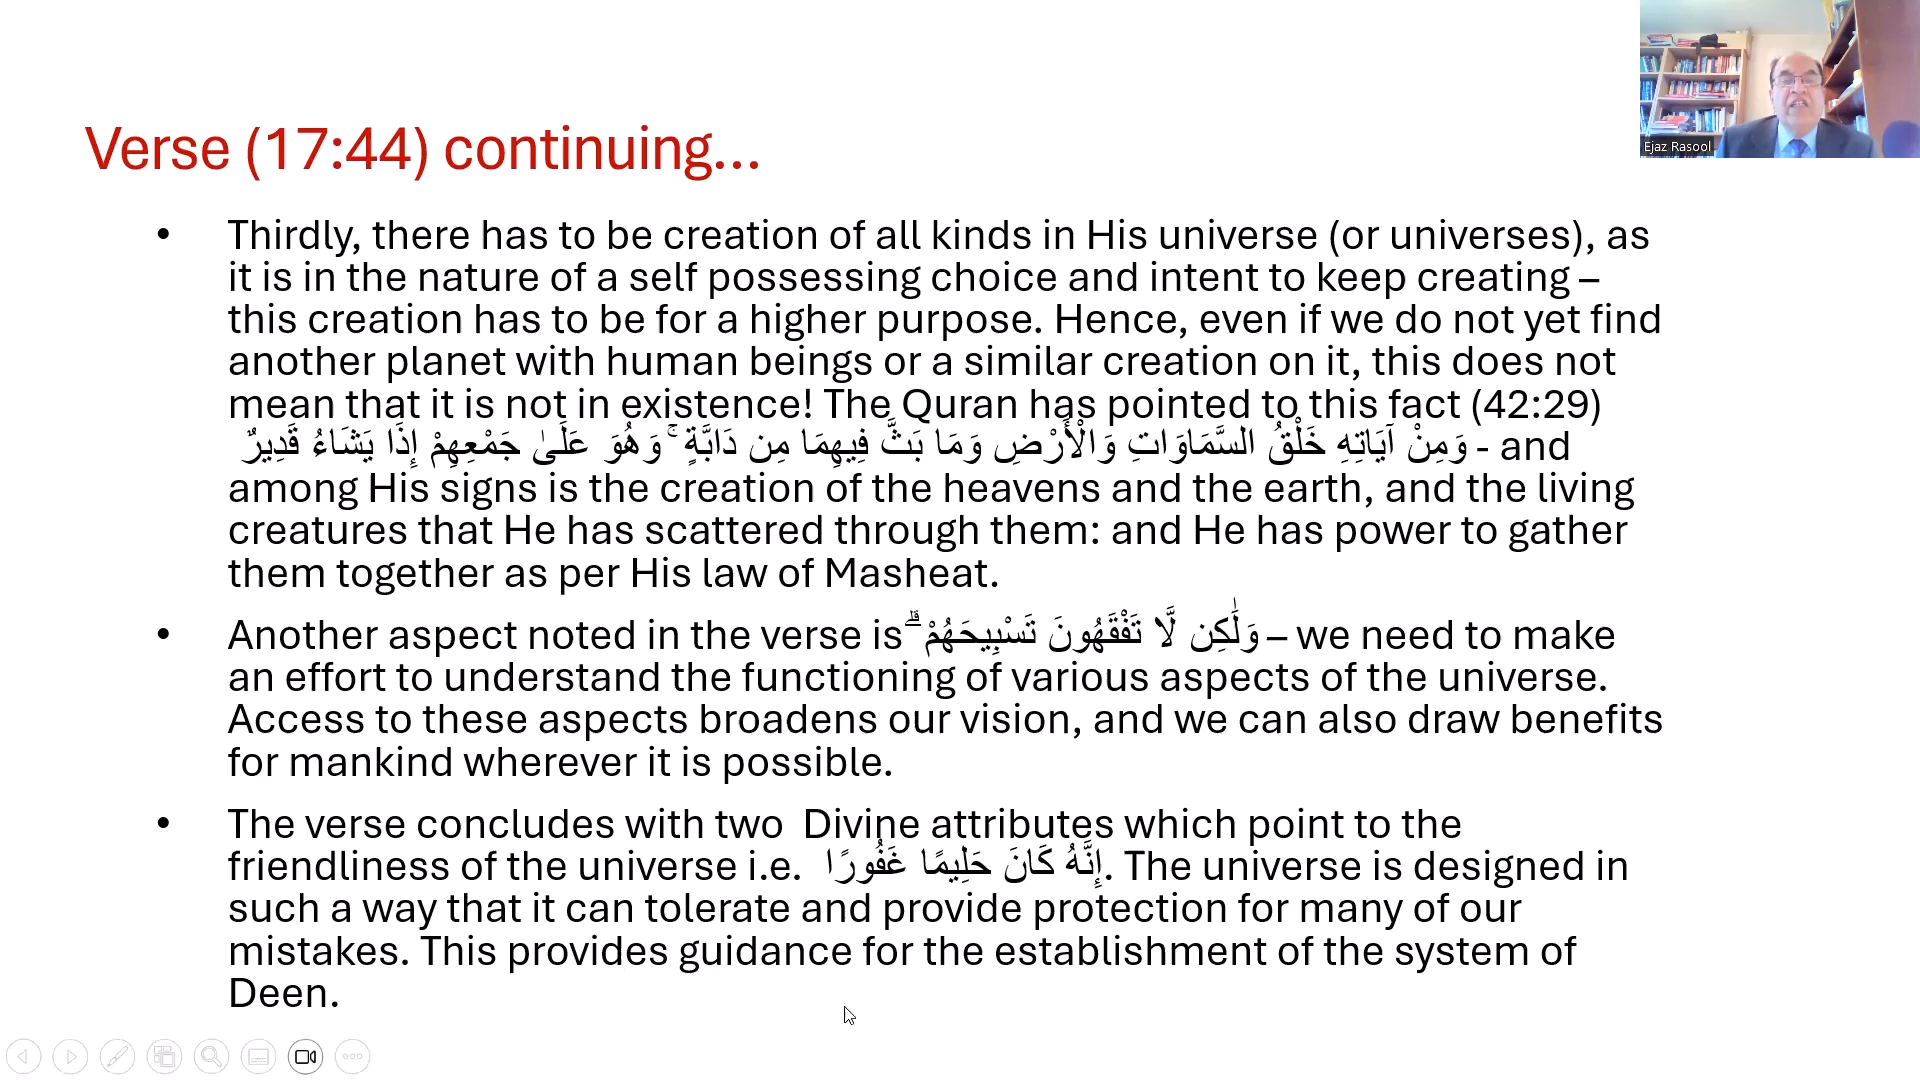 Verse (17:44) continuing...
Ejaz Rasool
• Thirdly, there has to be creation of all kinds in His universe (or universes), as
it is in the nature of a self possessing choice and intent to keep creating –
this creation has to be for a higher purpose. Hence, even if we do not yet find
another planet with human beings or a similar creation on it, this does not
mean that it is not in existence! The Quran has pointed to this fact (42:29)
وَمِنْ آيَاتِهِ خَلْقُ السَّمَاوَاتِ وَالْأَرْضِ وَمَا بَثَّ فِيهِمَا مِن دَابَّةٍ ۚ وَهُوَ عَلَىٰ جَمْعِهِمْ إِذَا يَشَاءُ قَدِيرٌ - and
among His signs is the creation of the heavens and the earth, and the living
creatures that He has scattered through them: and He has power to gather
them together as per His law of Masheat.
• Another aspect noted in the verse is وَلَٰكِن لَّا تَفْقَهُونَ تَسْبِيحَهُمْ ۗ – we need to make
an effort to understand the functioning of various aspects of the universe.
Access to these aspects broadens our vision, and we can also draw benefits
for mankind wherever it is possible.
• The verse concludes with two  Divine attributes which point to the
friendliness of the universe i.e.  إِنَّهُ كَانَ حَلِيمًا غَفُورًا. The universe is designed in
such a way that it can tolerate and provide protection for many of our
mistakes. This provides guidance for the establishment of the system of
Deen.